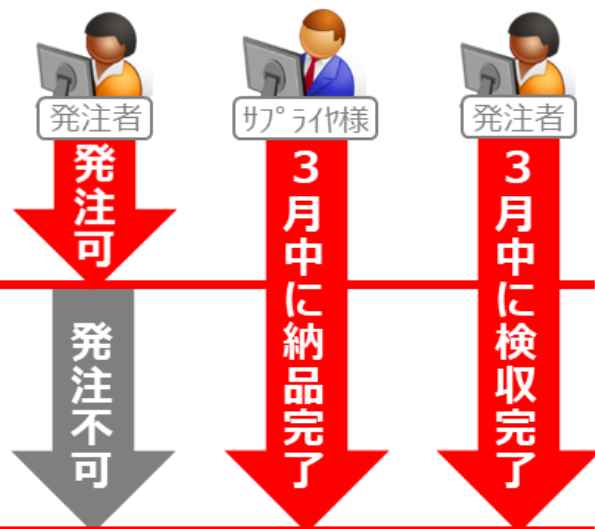 発注者
ｻﾌﾟﾗｲﾔ様
発注者
発注可
３月中に納品完了
３月中に検収完了
発注不可